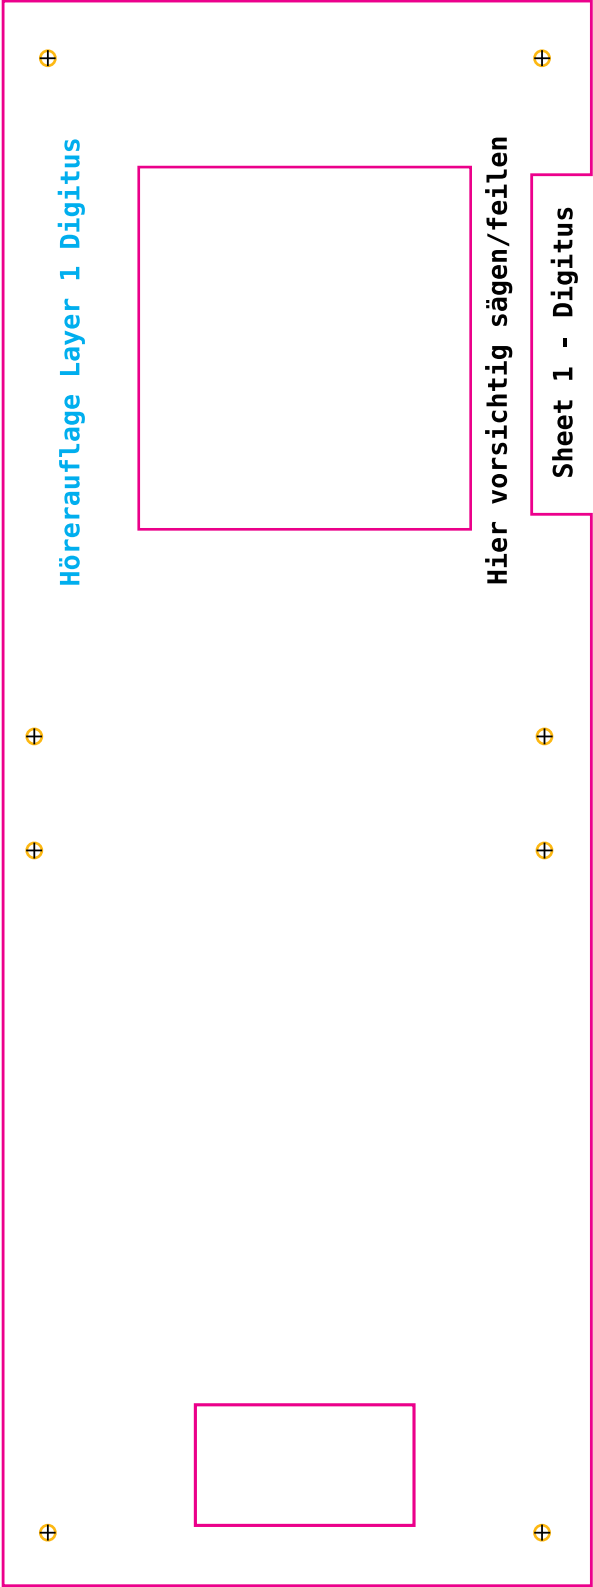 Hörerauflage Layer 1 Digitus
Hier vorsichtig sägen/feilen
Sheet 1 - Digitus